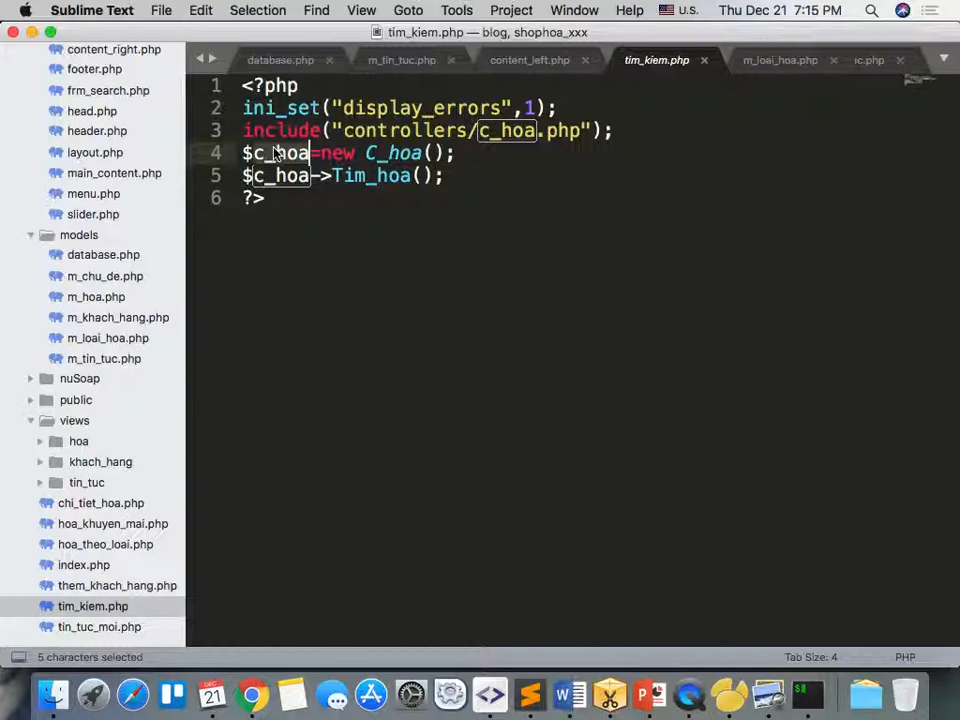 Sublime Text File Edit Selection Find Goto Tools Project Window Help U.S. Thu Dec 21 7:15 PM
tim_kiem.php — blog, shophoa_xxx
database.php m_tin_tuc.php content_left.php tim_kiem.php m_loai_hoa.php ic.php
content_right.php
footer.php
frm_search.php
head.php
header.php
layout.php
main_content.php
menu.php
slider.php
models
database.php
m_chu_de.php
m_hoa.php
m_khach_hang.php
m_loai_hoa.php
m_tin_tuc.php
nuSoap
public
views
hoa
khach_hang
tin_tuc
chi_tiet_hoa.php
hoa_khuyen_mai.php
hoa_theo_loai.php
index.php
them_khach_hang.php
tim_kiem.php
tin_tuc_moi.php
1 <?php
2 ini_set("display_errors",1);
3 include("controllers/c_hoa.php");
4 $c_hoa=new C_hoa();
5 $c_hoa->Tim_hoa();
6 ?>
5 characters selected Tab Size: 4 PHP
DEC
21